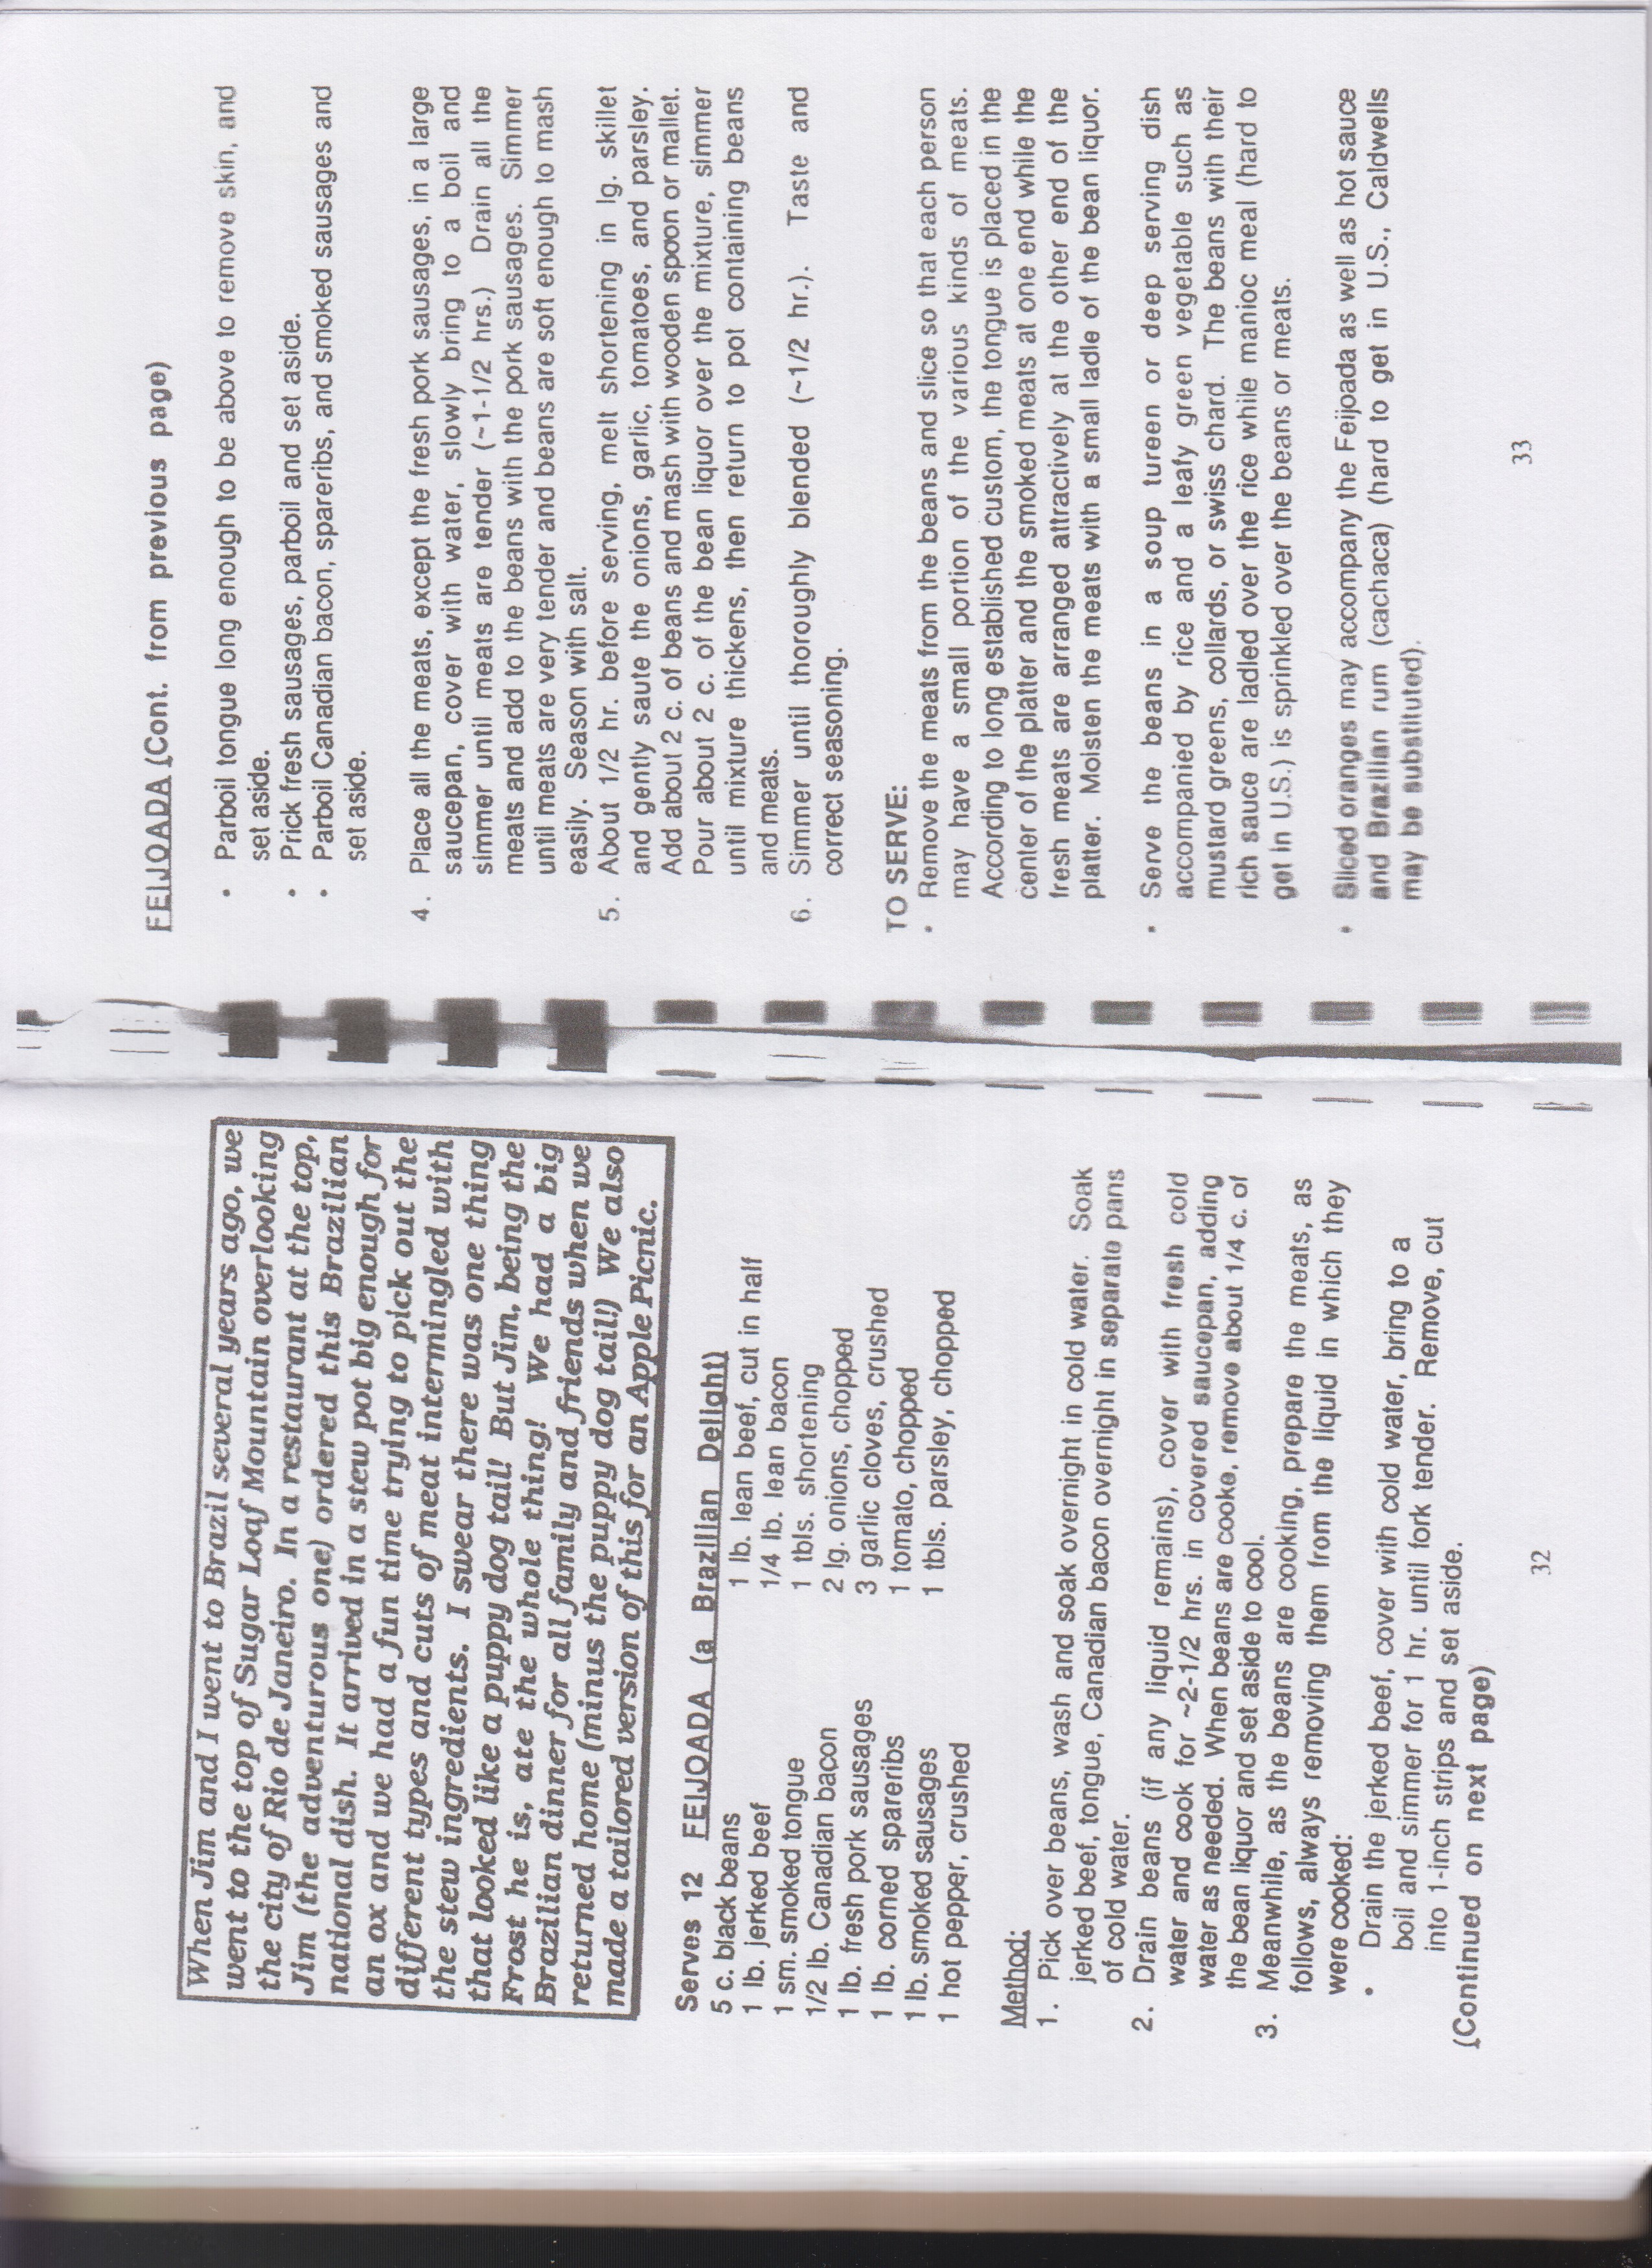 When Jim and I went to Brazil several years ago, we
went to the top of Sugar Loaf Mountain overlooking
the city of Rio de Janeiro. In a restaurant at the top,
Jim (the adventurous one) ordered this Brazilian
national dish. It arrived in a stew pot big enough for
an ox and we had a fun time trying to pick out the
different types and cuts of meat intermingled with
the stew ingredients. I swear there was one thing
that looked like a puppy dog tail! But Jim, being the
Frost he is, ate the whole thing! We had a big
Brazilian dinner for all family and friends when we
returned home (minus the puppy dog tail!) We also
made a tailored version of this for an Apple Picnic.
Serves 12 FEIJOADA (a Brazilian Delight)
5 c. black beans
1 lb. jerked beef
1 sm. smoked tongue
1/2 lb. Canadian bacon
1 lb. fresh pork sausages
1 lb. corned spareribs
1 lb. smoked sausages
1 hot pepper, crushed
1 lb. lean beef, cut in half
1/4 lb. lean bacon
1 tbls. shortening
2 lg. onions, chopped
3 garlic cloves, crushed
1 tomato, chopped
1 tbls. parsley, chopped
Method:
1. Pick over beans, wash and soak overnight in cold water. Soak
jerked beef, tongue, Canadian bacon overnight in separate pans
of cold water.
2. Drain beans (if any liquid remains), cover with fresh cold
water and cook for ~2-1/2 hrs. in covered saucepan, adding
water as needed. When beans are cooke, remove about 1/4 c. of
the bean liquor and set aside to cool.
3. Meanwhile, as the beans are cooking, prepare the meats, as
follows, always removing them from the liquid in which they
were cooked:
• Drain the jerked beef, cover with cold water, bring to a
boil and simmer for 1 hr. until fork tender. Remove, cut
into 1-inch strips and set aside.
(Continued on next page)
32
FEIJOADA (Cont. from previous page)
• Parboil tongue long enough to be above to remove skin, and
set aside.
• Prick fresh sausages, parboil and set aside.
• Parboil Canadian bacon, spareribs, and smoked sausages and
set aside.
4. Place all the meats, except the fresh pork sausages, in a large
saucepan, cover with water, slowly bring to a boil and
simmer until meats are tender (~1-1/2 hrs.) Drain all the
meats and add to the beans with the pork sausages. Simmer
until meats are very tender and beans are soft enough to mash
easily. Season with salt.
5. About 1/2 hr. before serving, melt shortening in lg. skillet
and gently saute the onions, garlic, tomatoes, and parsley.
Add about 2 c. of beans and mash with wooden spoon or mallet.
Pour about 2 c. of the bean liquor over the mixture, simmer
until mixture thickens, then return to pot containing beans
and meats.
6. Simmer until thoroughly blended (~1/2 hr.). Taste and
correct seasoning.
TO SERVE:
• Remove the meats from the beans and slice so that each person
may have a small portion of the various kinds of meats.
According to long established custom, the tongue is placed in the
center of the platter and the smoked meats at one end while the
fresh meats are arranged attractively at the other end of the
platter. Moisten the meats with a small ladle of the bean liquor.
• Serve the beans in a soup tureen or deep serving dish
accompanied by rice and a leafy green vegetable such as
mustard greens, collards, or swiss chard. The beans with their
rich sauce are ladled over the rice while manioc meal (hard to
get in U.S.) is sprinkled over the beans or meats.
• Sliced oranges may accompany the Feijoada as well as hot sauce
and Brazilian rum (cachaca) (hard to get in U.S., Caldwells
may be substituted).
33